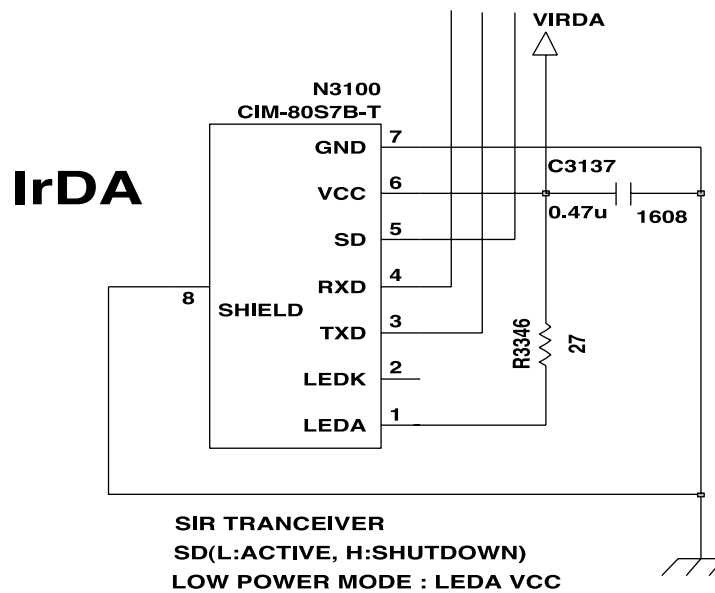 VIRDA
N3100
CIM-80S7B-T
IrDA
GND 7
VCC 6
C3137
0.47u 1608
SD 5
RXD 4
8 SHIELD
TXD 3
R3346 27
LEDK 2
LEDA 1
SIR TRANCEIVER
SD(L:ACTIVE, H:SHUTDOWN)
LOW POWER MODE : LEDA VCC